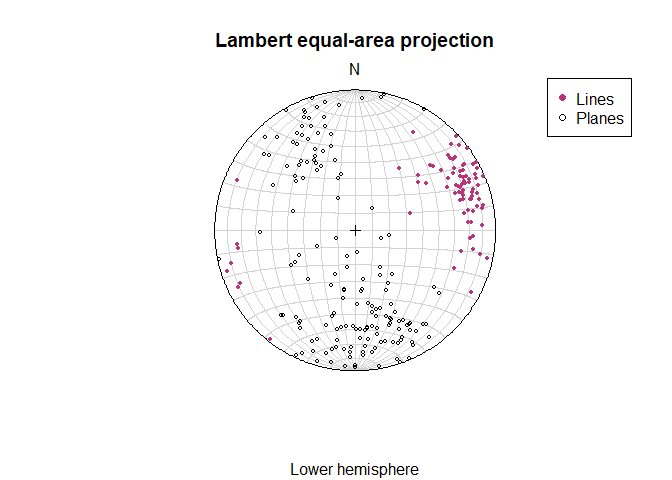 Lambert equal-area projection
N
Lines
Planes
Lower hemisphere